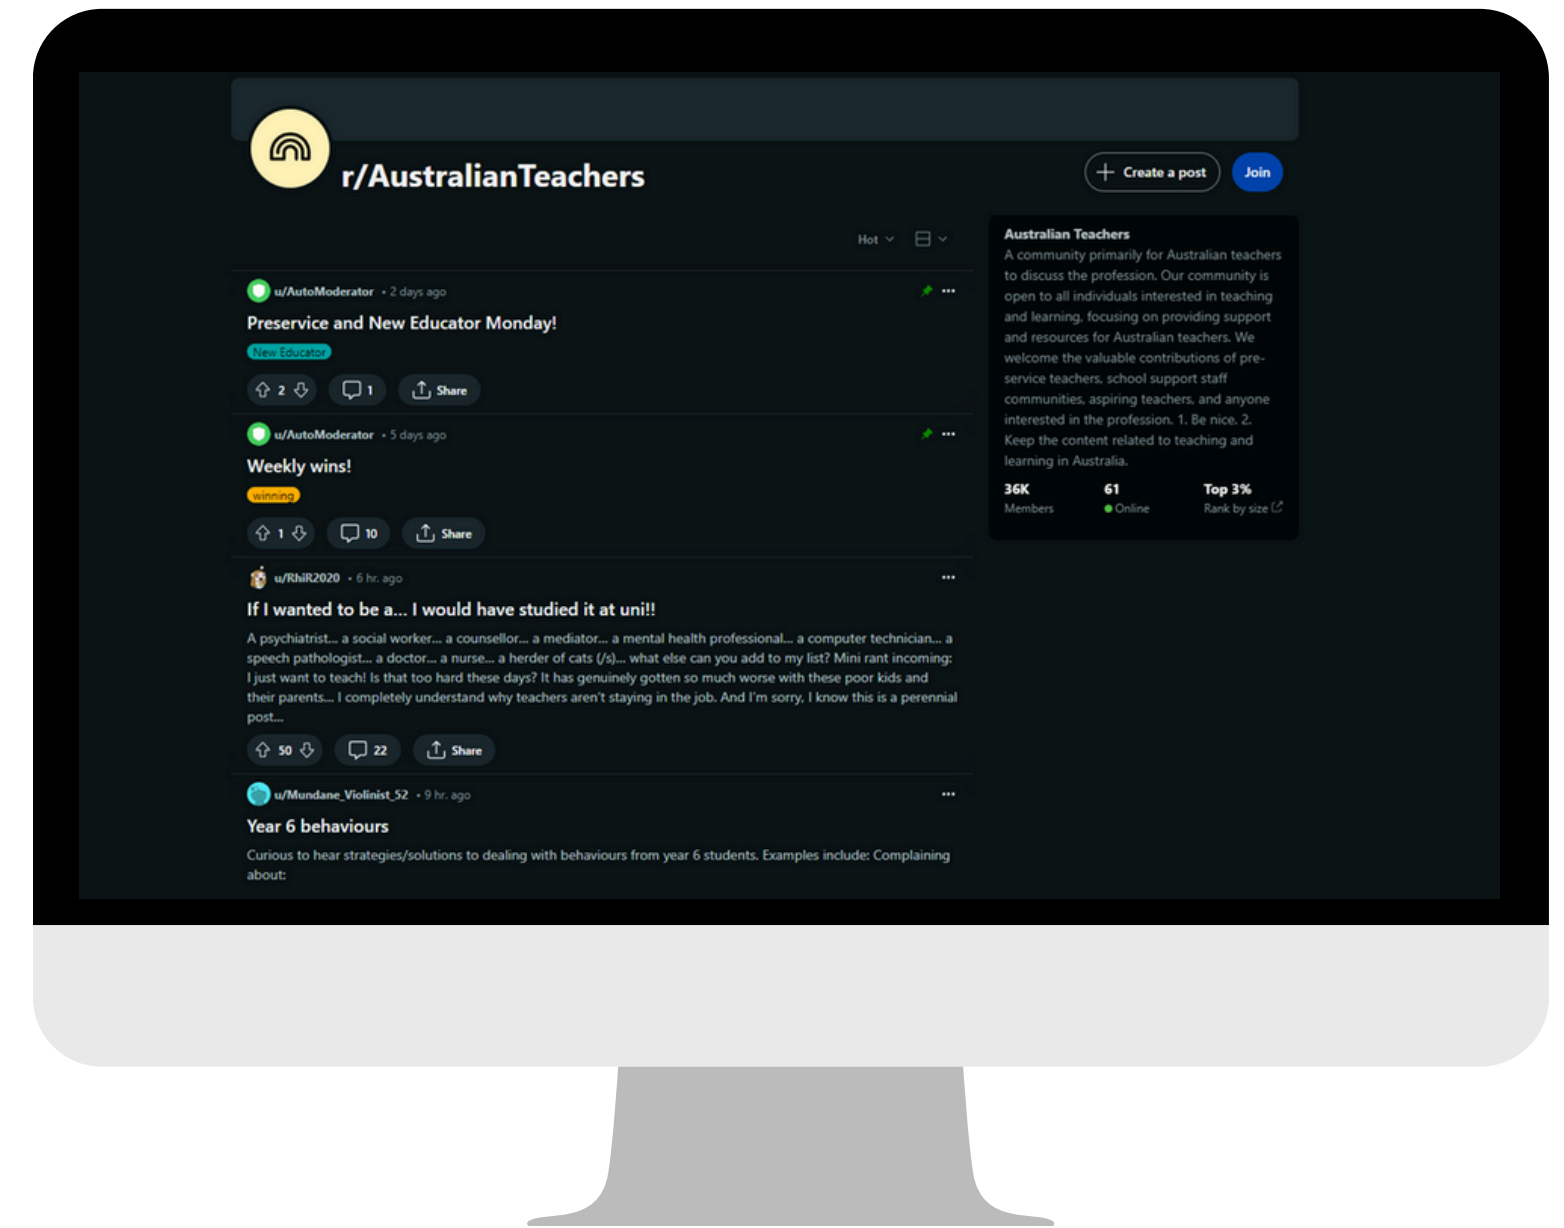 r/AustralianTeachers
Create a post
Join
Hot
u/AutoModerator • 2 days ago
Preservice and New Educator Monday!
New Educator
2
1
Share
u/AutoModerator • 5 days ago
Weekly wins!
winning
1
10
Share
u/RhiR2020 • 6 hr. ago
If I wanted to be a... I would have studied it at uni!!
A psychiatrist... a social worker... a counsellor... a mediator... a mental health professional... a computer technician... a
speech pathologist... a doctor... a nurse... a herder of cats (/s)... what else can you add to my list? Mini rant incoming:
I just want to teach! Is that too hard these days? It has genuinely gotten so much worse with these poor kids and
their parents... I completely understand why teachers aren't staying in the job. And I'm sorry, I know this is a perennial
post...
50
22
Share
u/Mundane_Violinist_52 • 9 hr. ago
Year 6 behaviours
Curious to hear strategies/solutions to dealing with behaviours from year 6 students. Examples include: Complaining
about:
Australian Teachers
A community primarily for Australian teachers
to discuss the profession. Our community is
open to all individuals interested in teaching
and learning, focusing on providing support
and resources for Australian teachers. We
welcome the valuable contributions of pre-
service teachers, school support staff
communities, aspiring teachers, and anyone
interested in the profession. 1. Be nice. 2.
Keep the content related to teaching and
learning in Australia.
36K
Members
61
Online
Top 3%
Rank by size